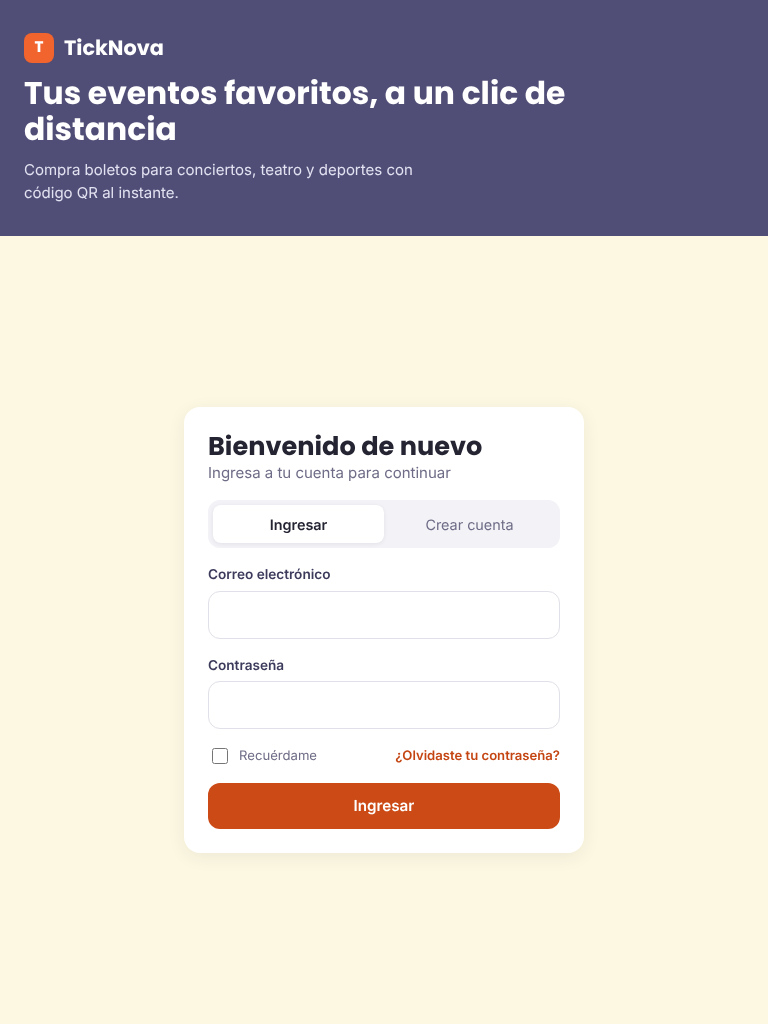 T TickNova
Tus eventos favoritos, a un clic de
distancia
Compra boletos para conciertos, teatro y deportes con
código QR al instante.
Bienvenido de nuevo
Ingresa a tu cuenta para continuar
Ingresar Crear cuenta
Correo electrónico
Contraseña
Recuérdame ¿Olvidaste tu contraseña?
Ingresar